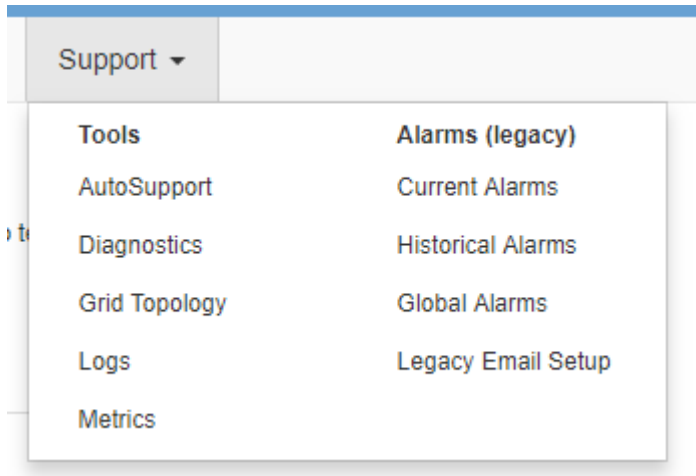 Support
Tools
AutoSupport
Diagnostics
Grid Topology
Logs
Metrics
Alarms (legacy)
Current Alarms
Historical Alarms
Global Alarms
Legacy Email Setup